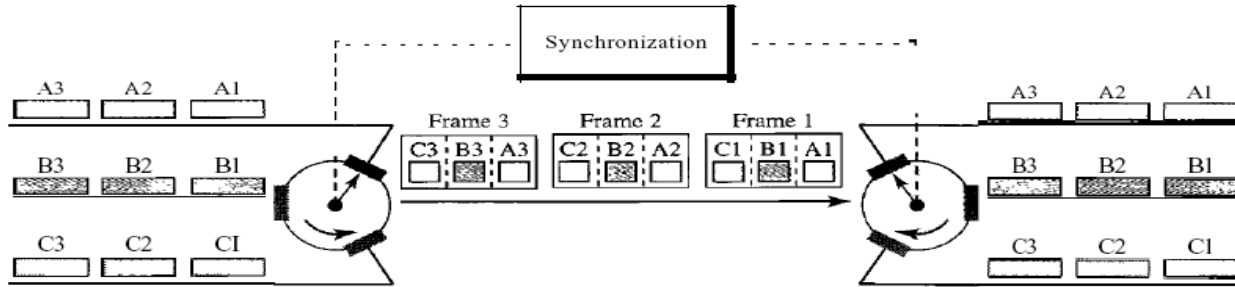 Synchronization
A3 A2 A1
A3 A2 A1
Frame 3 Frame 2 Frame 1
C3 B3 A3 C2 B2 A2 C1 B1 A1
B3 B2 B1
B3 B2 B1
C3 C2 CI
C3 C2 C1